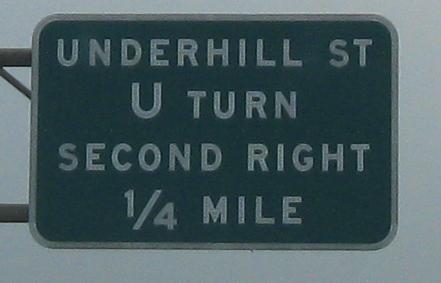 UNDERHILL ST
U TURN
SECOND RIGHT
1/4 MILE